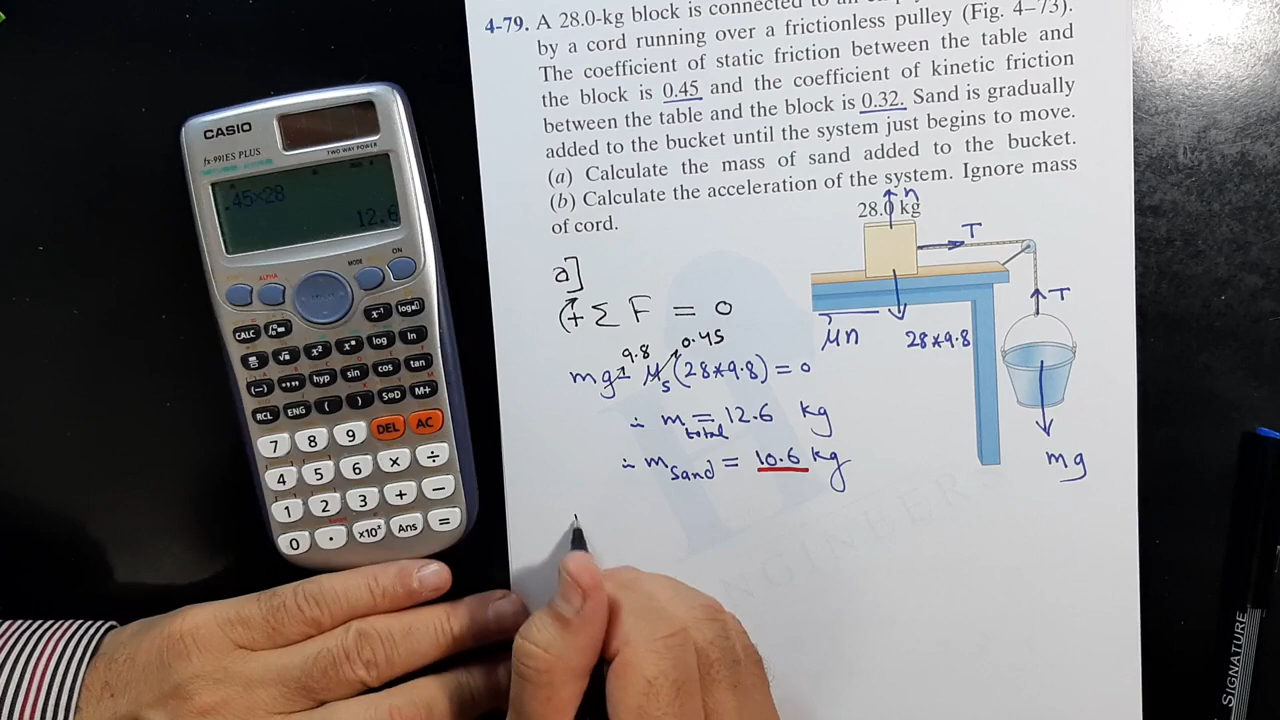 4-79. A 28.0-kg block is connected to an
by a cord running over a frictionless pulley (Fig. 4–73).
The coefficient of static friction between the table and
the block is 0.45 and the coefficient of kinetic friction
between the table and the block is 0.32. Sand is gradually
added to the bucket until the system just begins to move.
(a) Calculate the mass of sand added to the bucket.
(b) Calculate the acceleration of the system. Ignore mass
of cord.
n
28.0 kg
T
T
μn
28*9.8
mg
a]
+ Σ F = 0
9.8 0.45
mg - μs (28*9.8) = 0
∴ m total = 12.6 kg
∴ m sand = 10.6 kg
CASIO
fx-991ES PLUS
TWO WAY POWER
.45×28
12.6
ALPHA MODE ON
CALC x⁻¹ log
√ x² log ln
(−) hyp sin cos tan
RCL ENG ( ) S⇔D M+
7 8 9 DEL AC
4 5 6 × ÷
1 2 3 + −
0 . ×10ˣ Ans =
ENGINEERS
SIGNATURE